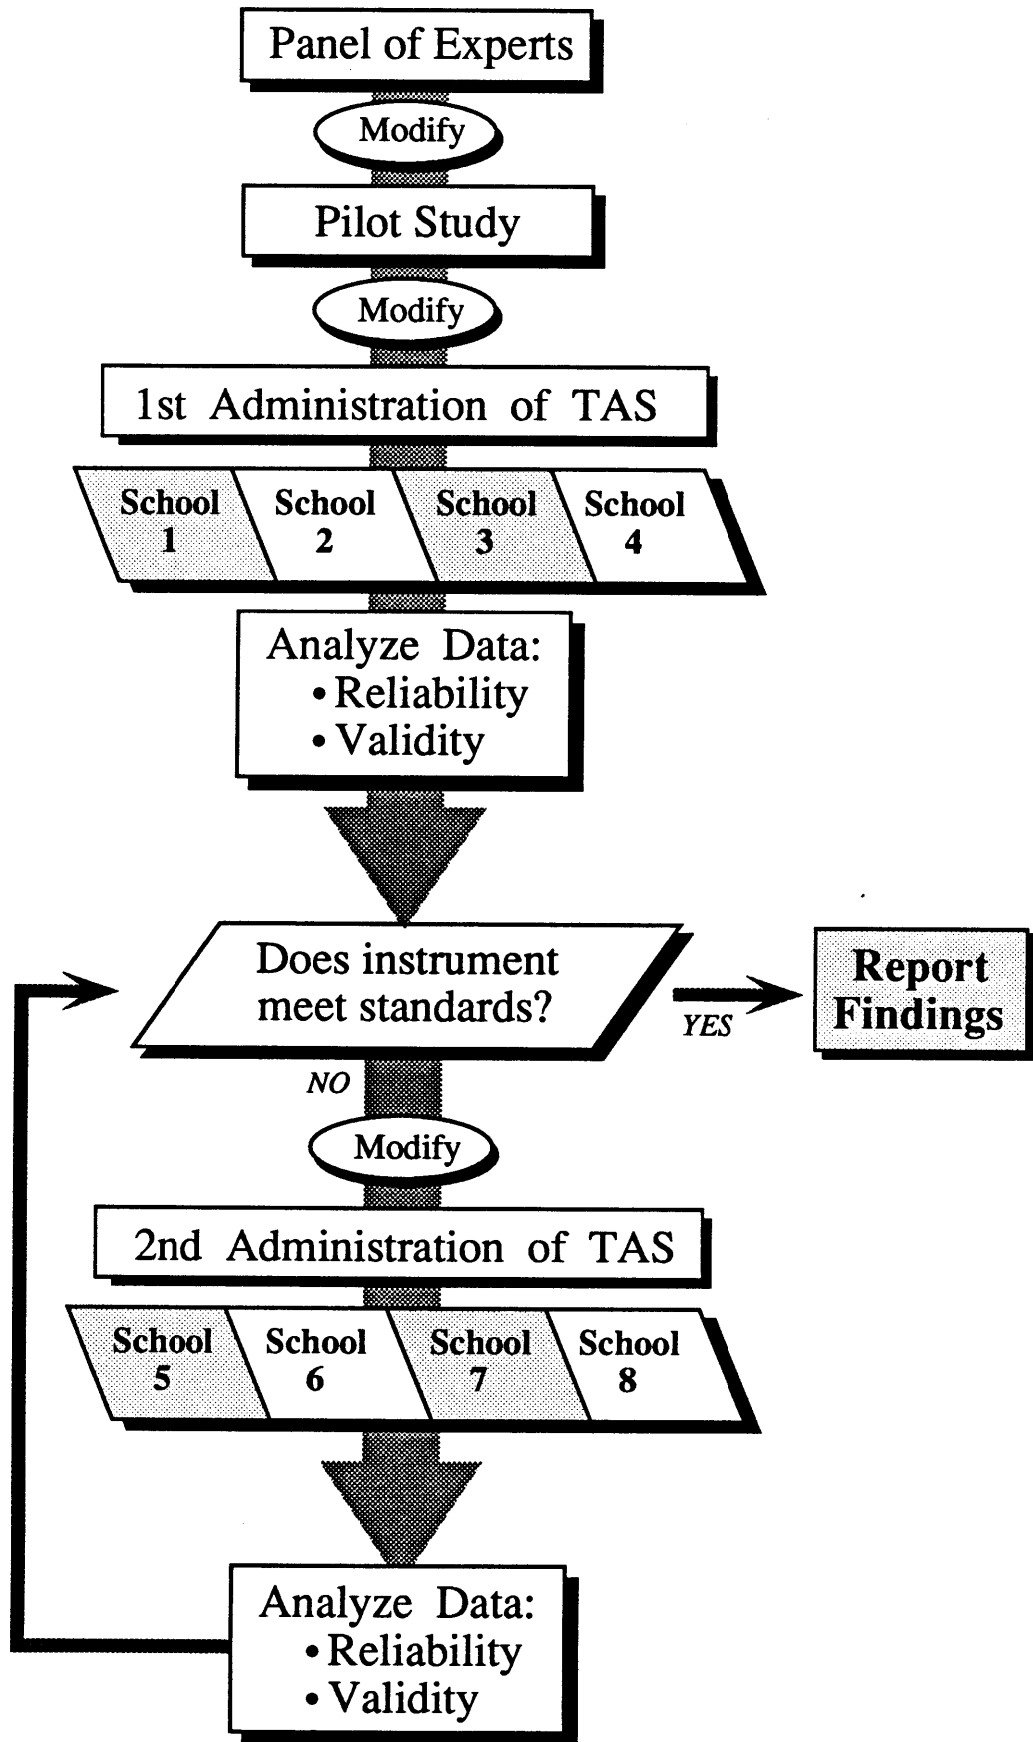 Panel of Experts
Modify
Pilot Study
Modify
1st Administration of TAS
School
1
School
2
School
3
School
4
Analyze Data:
• Reliability
• Validity
Does instrument
meet standards?
YES
Report
Findings
NO
Modify
2nd Administration of TAS
School
5
School
6
School
7
School
8
Analyze Data:
• Reliability
• Validity